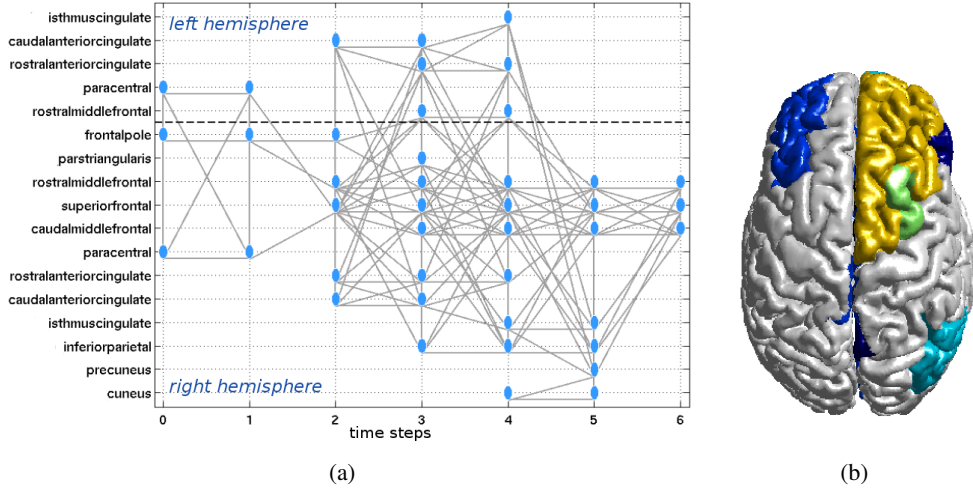 isthmuscingulate
left hemisphere
caudalanteriorcingulate
rostralanteriorcingulate
paracentral
rostralmiddlefrontal
frontalpole
parstriangularis
rostralmiddlefrontal
superiorfrontal
caudalmiddlefrontal
paracentral
rostralanteriorcingulate
caudalanteriorcingulate
isthmuscingulate
inferiorparietal
precuneus
right hemisphere
cuneus
0 1 2 3 4 5 6
time steps
(a) (b)